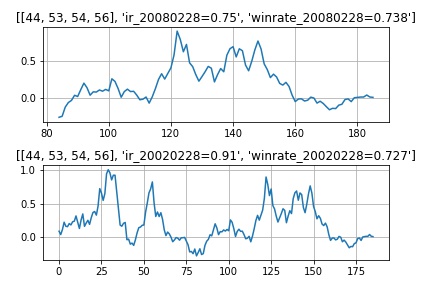 [[44, 53, 54, 56], 'ir_20080228=0.75', 'winrate_20080228=0.738']
0.5
0.0
80 100 120 140 160 180
[[44, 53, 54, 56], 'ir_20020228=0.91', 'winrate_20020228=0.727']
1.0
0.5
0.0
0 25 50 75 100 125 150 175